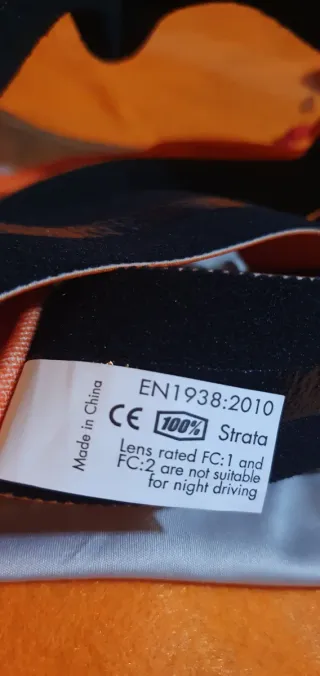 Made in China
EN1938:2010
CE 100% Strata
Lens rated FC:1 and
FC:2 are not suitable
for night driving